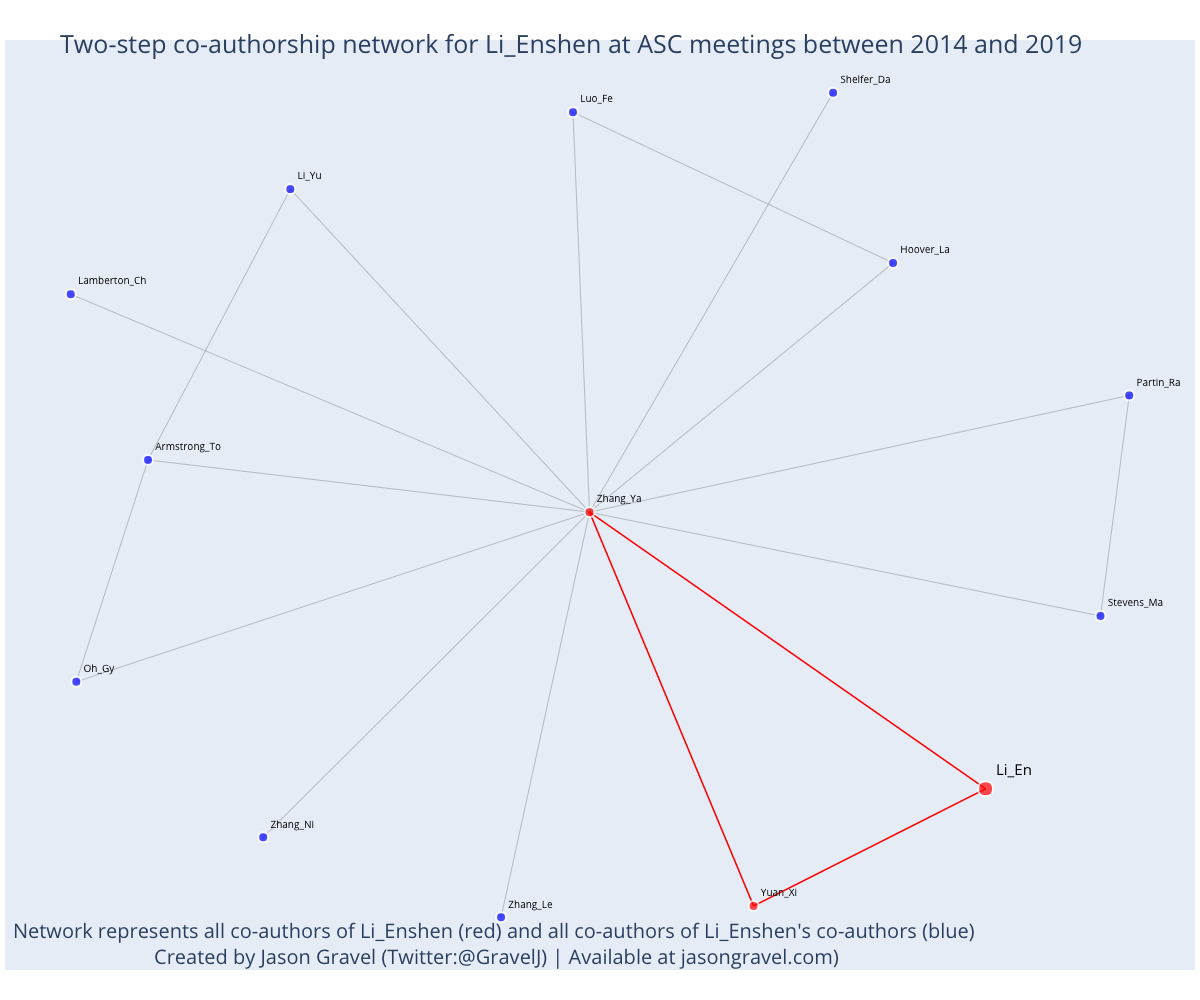 Two-step co-authorship network for Li_Enshen at ASC meetings between 2014 and 2019
Shelfer_Da
Luo_Fe
Li_Yu
Hoover_La
Lamberton_Ch
Partin_Ra
Armstrong_To
Zhang_Ya
Stevens_Ma
Oh_Gy
Li_En
Zhang_Ni
Yuan_Xi
Zhang_Le
Network represents all co-authors of Li_Enshen (red) and all co-authors of Li_Enshen's co-authors (blue)
Created by Jason Gravel (Twitter:@GravelJ) | Available at jasongravel.com)